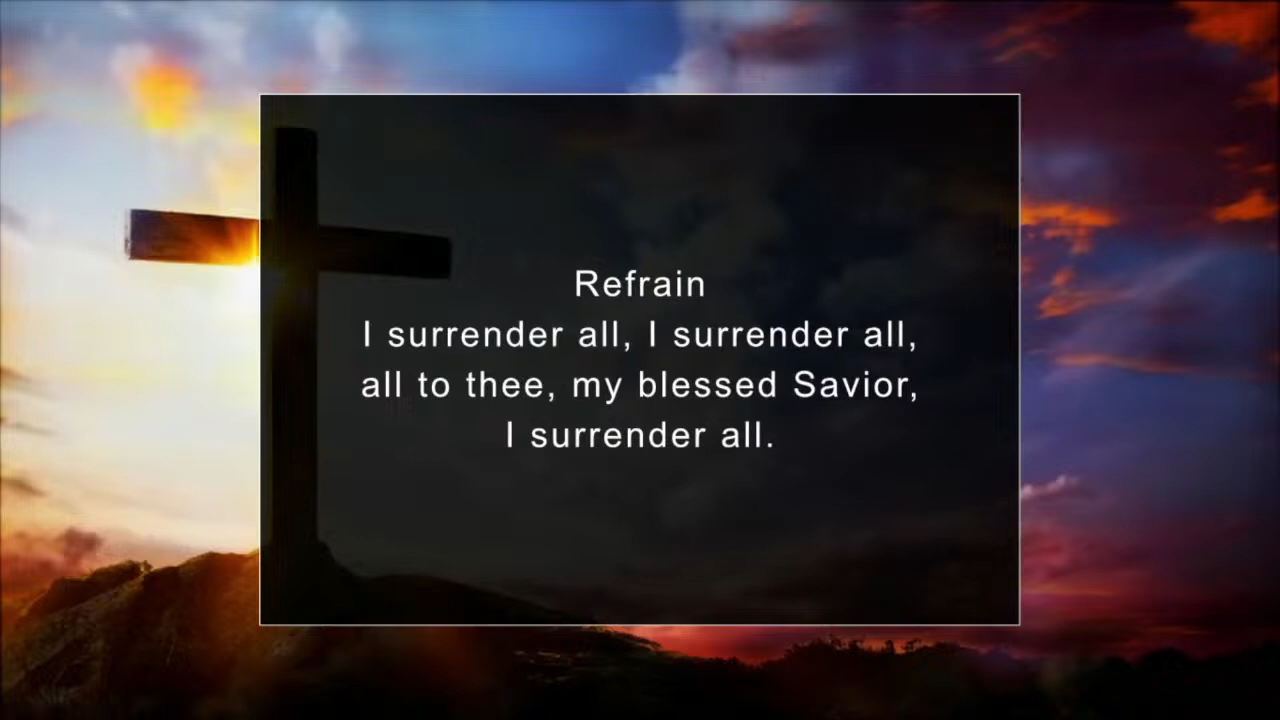 Refrain
I surrender all, I surrender all,
all to thee, my blessed Savior,
I surrender all.